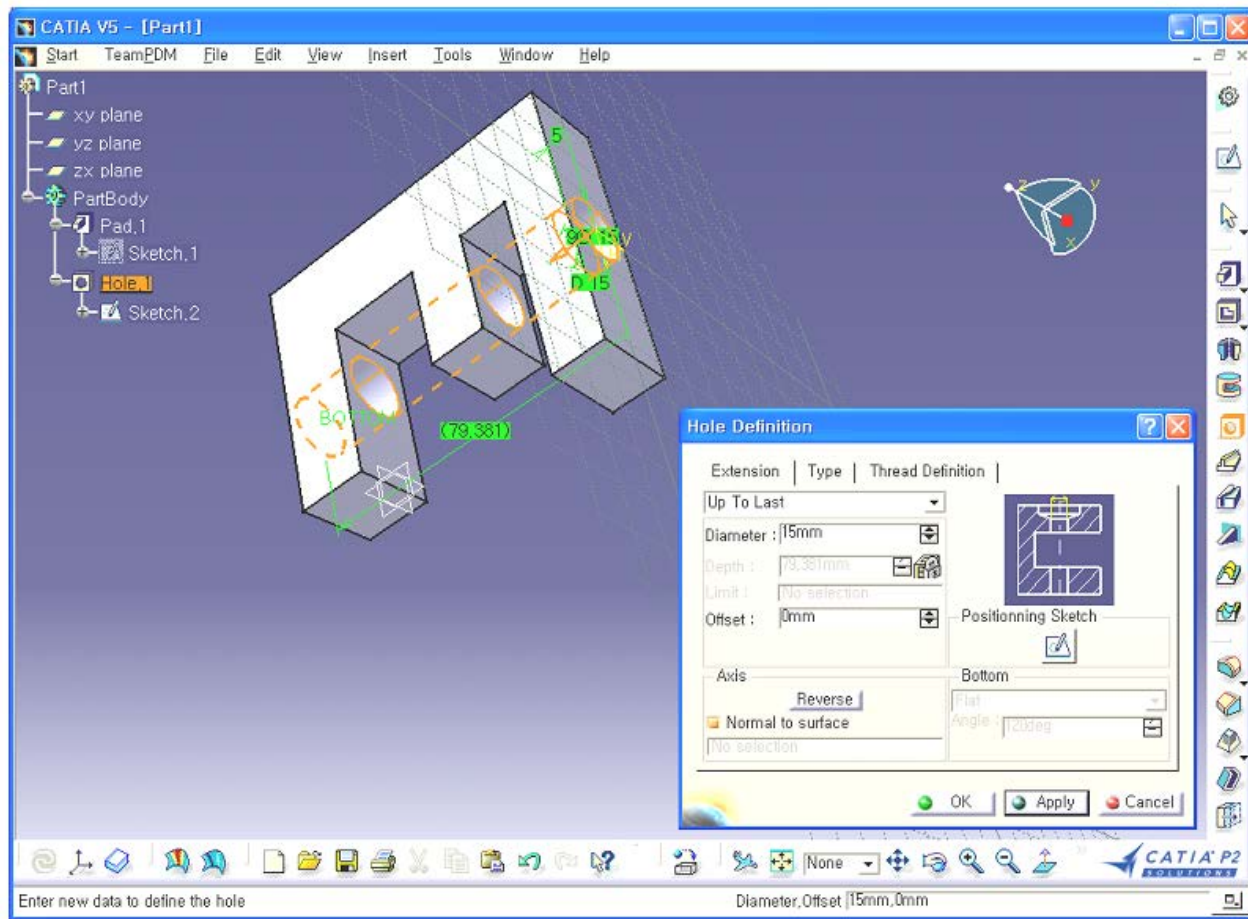 CATIA V5 - [Part1]
Start TeamPDM File Edit View Insert Tools Window Help
Part1
xy plane
yz plane
zx plane
PartBody
Pad.1
Sketch.1
Hole.1
Sketch.2
5
D 15
BOTTOM
(79,381)
z
y
x
Hole Definition
Extension Type Thread Definition
Up To Last
Diameter : 15mm
Depth : 79,381mm
Limit : No selection
Offset : 0mm
Positionning Sketch
Axis
Reverse
Normal to surface
No selection
Bottom
Flat
Angle : 120deg
OK Apply Cancel
None
CATIA P2
SOLUTIONS
Enter new data to define the hole
Diameter,Offset 15mm,0mm